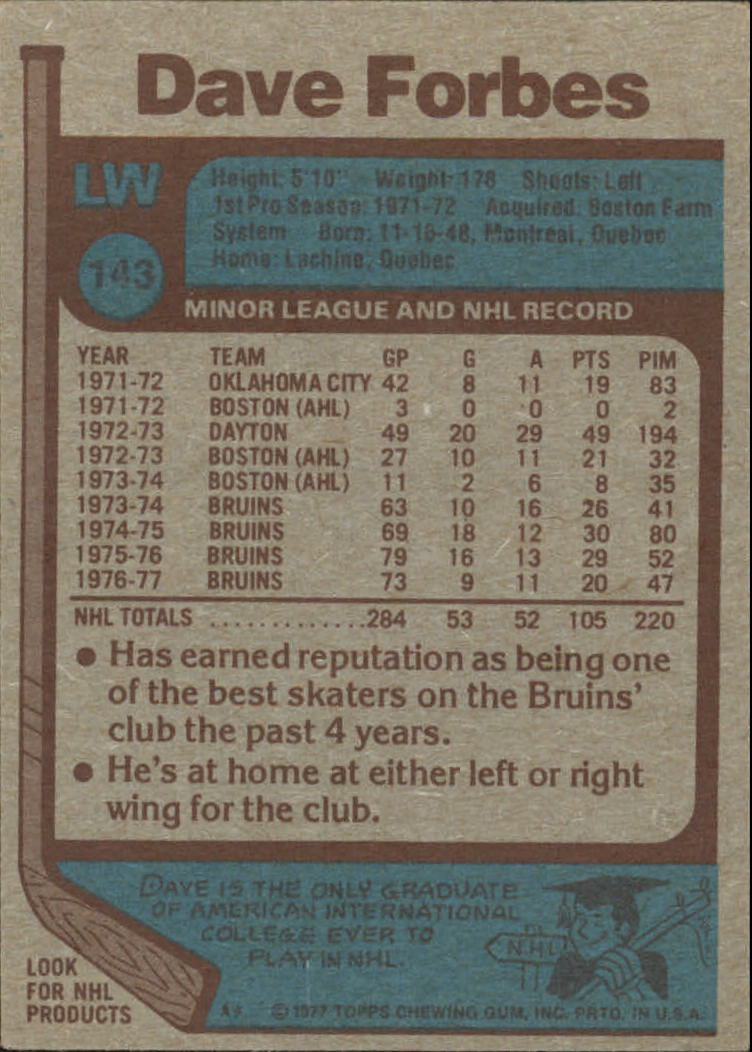 Dave Forbes
LW
143
Height: 5'10" Weight: 178 Shoots: Left
1st Pro Season: 1971-72 Acquired: Boston Farm
System Born: 11-16-48, Montreal, Quebec
Home: Lachine, Quebec
MINOR LEAGUE AND NHL RECORD
YEAR TEAM GP G A PTS PIM
1971-72 OKLAHOMA CITY 42 8 11 19 83
1971-72 BOSTON (AHL) 3 0 0 0 2
1972-73 DAYTON 49 20 29 49 194
1972-73 BOSTON (AHL) 27 10 11 21 32
1973-74 BOSTON (AHL) 11 2 6 8 35
1973-74 BRUINS 63 10 16 26 41
1974-75 BRUINS 69 18 12 30 80
1975-76 BRUINS 79 16 13 29 52
1976-77 BRUINS 73 9 11 20 47
NHL TOTALS ..............284 53 52 105 220
• Has earned reputation as being one
of the best skaters on the Bruins'
club the past 4 years.
• He's at home at either left or right
wing for the club.
DAVE IS THE ONLY GRADUATE
OF AMERICAN INTERNATIONAL
COLLEGE EVER TO
PLAY IN NHL.
NHL
LOOK
FOR NHL
PRODUCTS
© 1977 TOPPS CHEWING GUM, INC. PRTD. IN U.S.A.